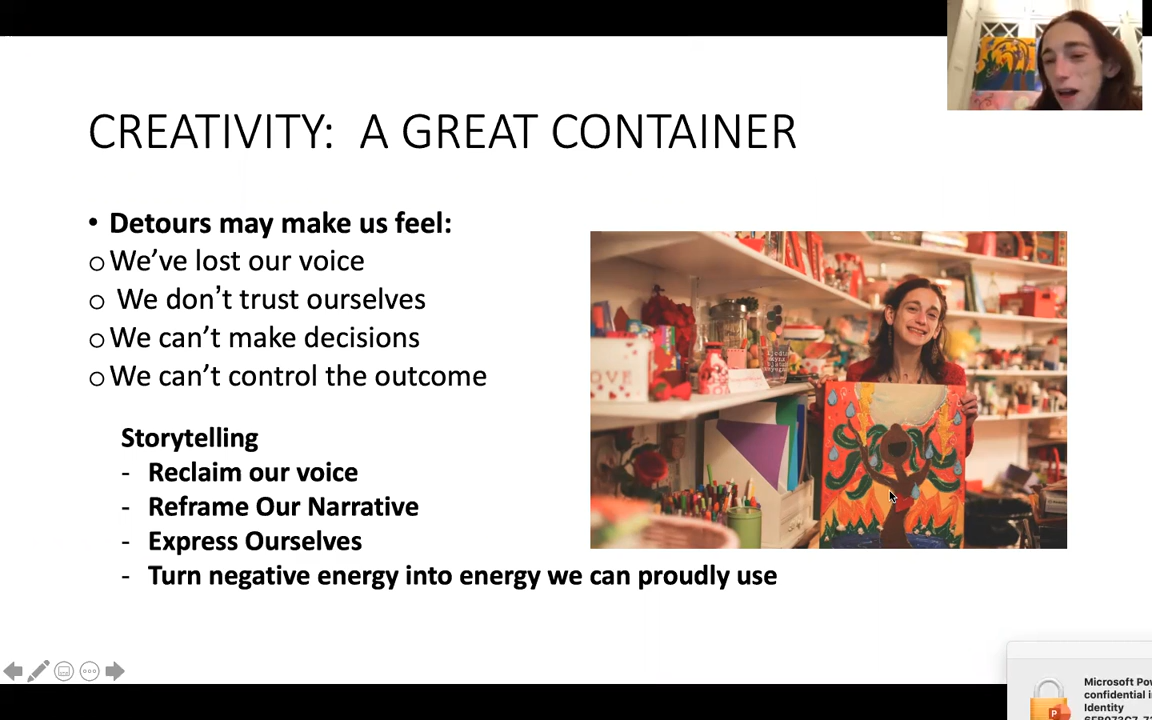 CREATIVITY: A GREAT CONTAINER
• Detours may make us feel:
o We’ve lost our voice
o We don’t trust ourselves
o We can’t make decisions
o We can’t control the outcome
Storytelling
- Reclaim our voice
- Reframe Our Narrative
- Express Ourselves
- Turn negative energy into energy we can proudly use
LOVE
Microsoft
confidential
Identity